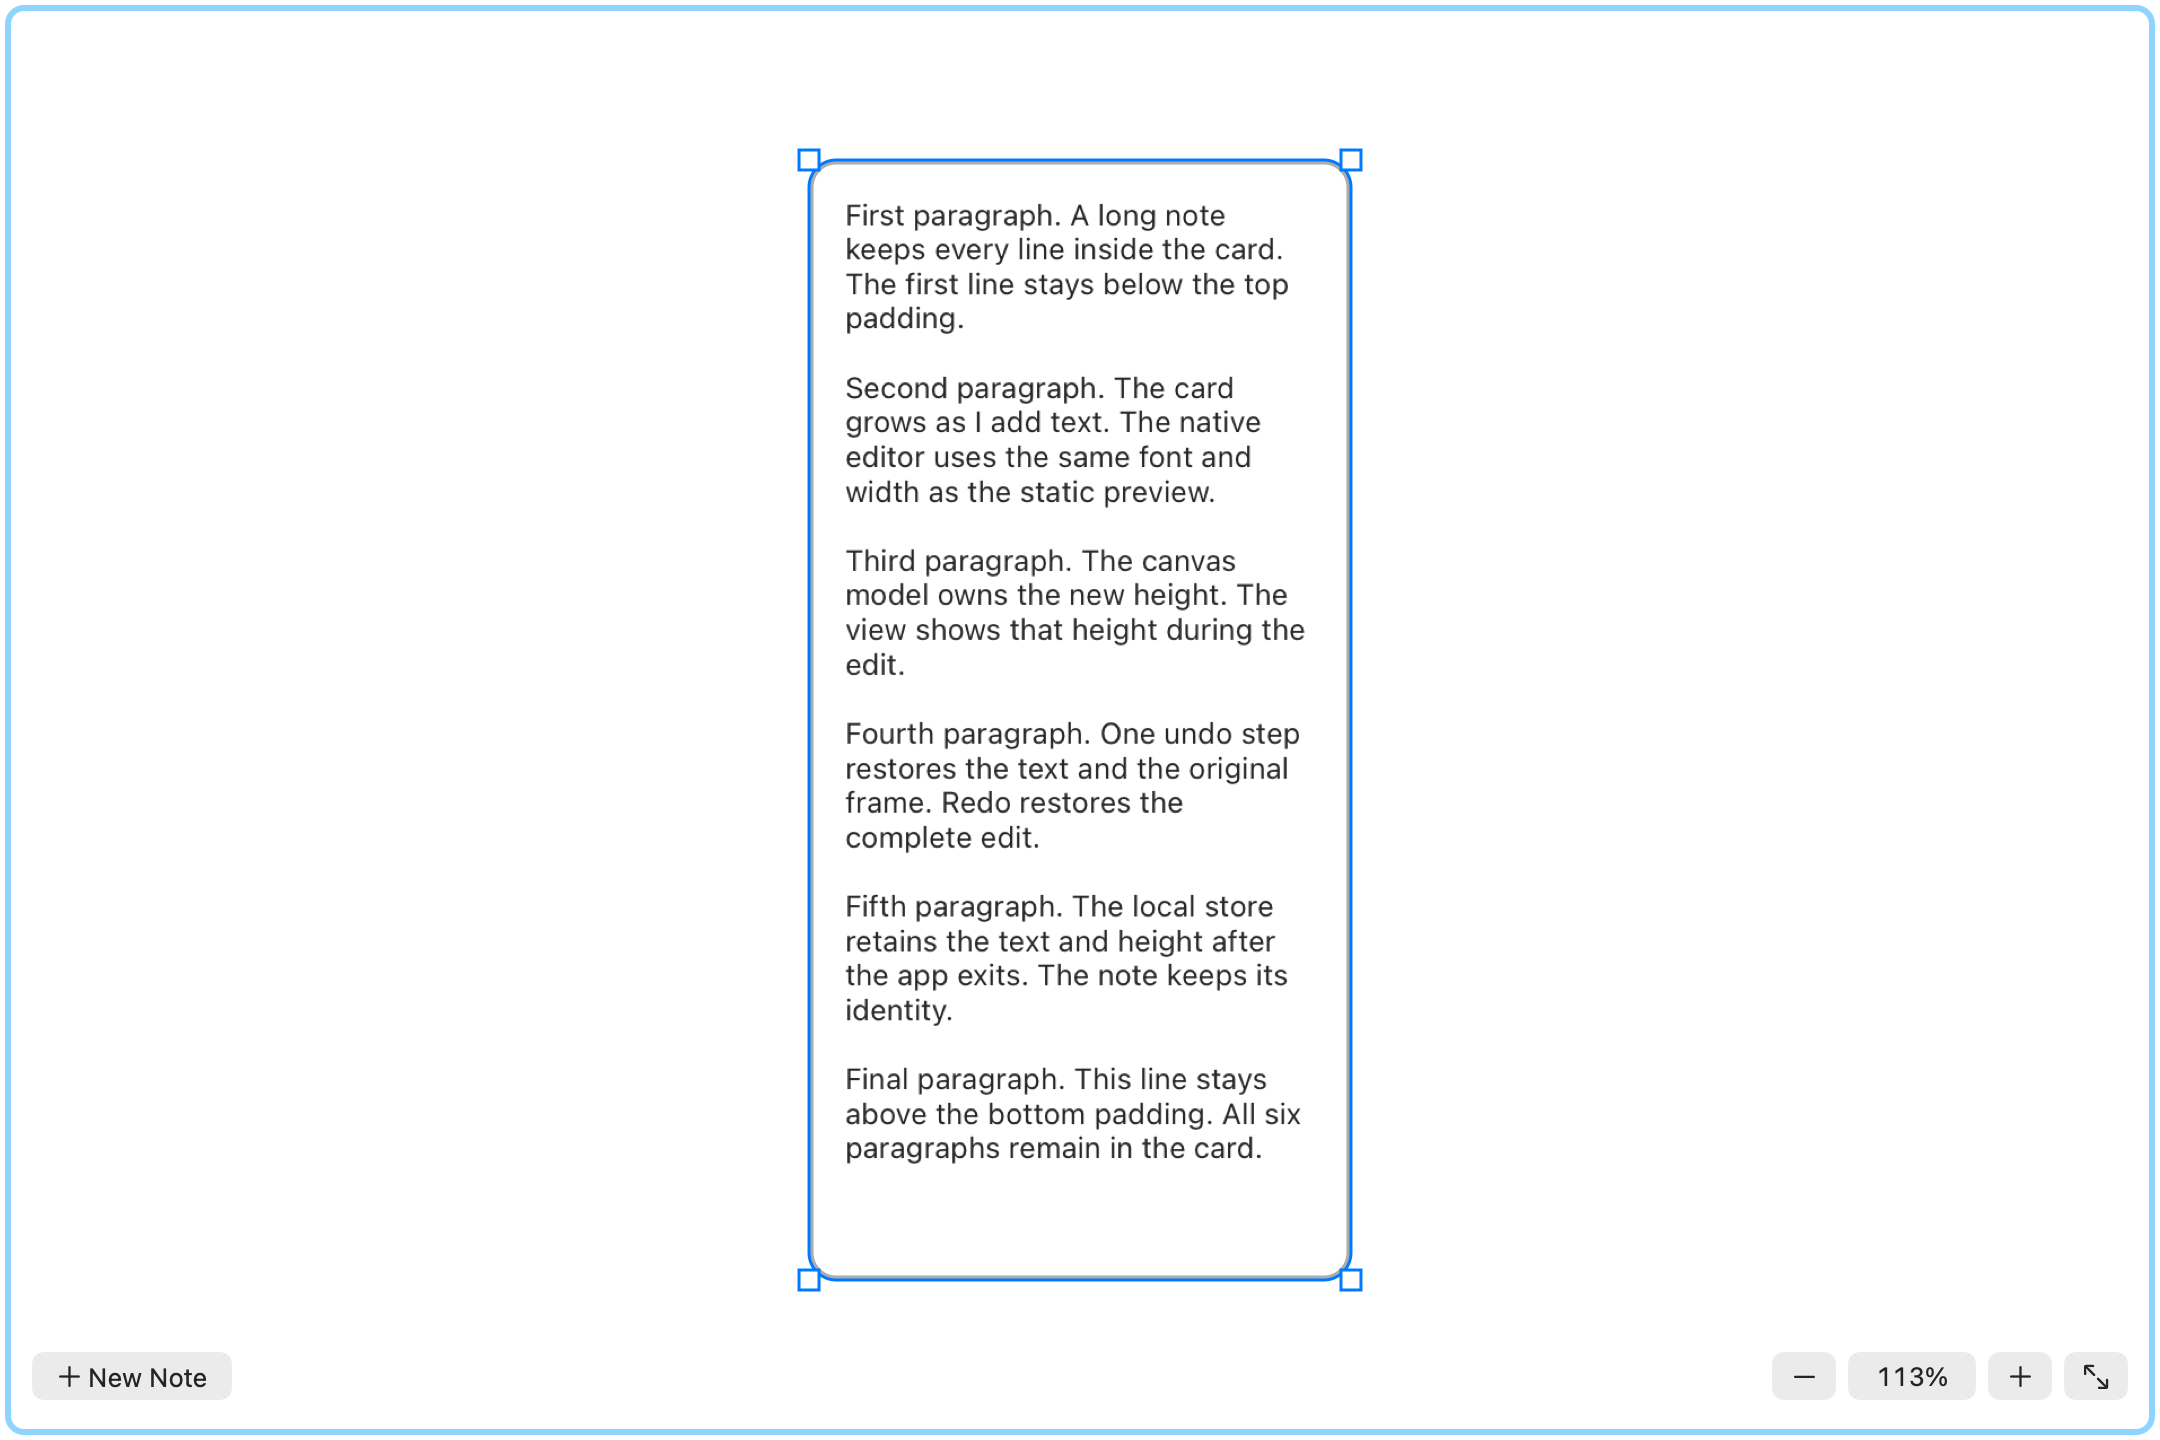 First paragraph. A long note
keeps every line inside the card.
The first line stays below the top
padding.
Second paragraph. The card
grows as I add text. The native
editor uses the same font and
width as the static preview.
Third paragraph. The canvas
model owns the new height. The
view shows that height during the
edit.
Fourth paragraph. One undo step
restores the text and the original
frame. Redo restores the
complete edit.
Fifth paragraph. The local store
retains the text and height after
the app exits. The note keeps its
identity.
Final paragraph. This line stays
above the bottom padding. All six
paragraphs remain in the card.
+ New Note
− 113% +